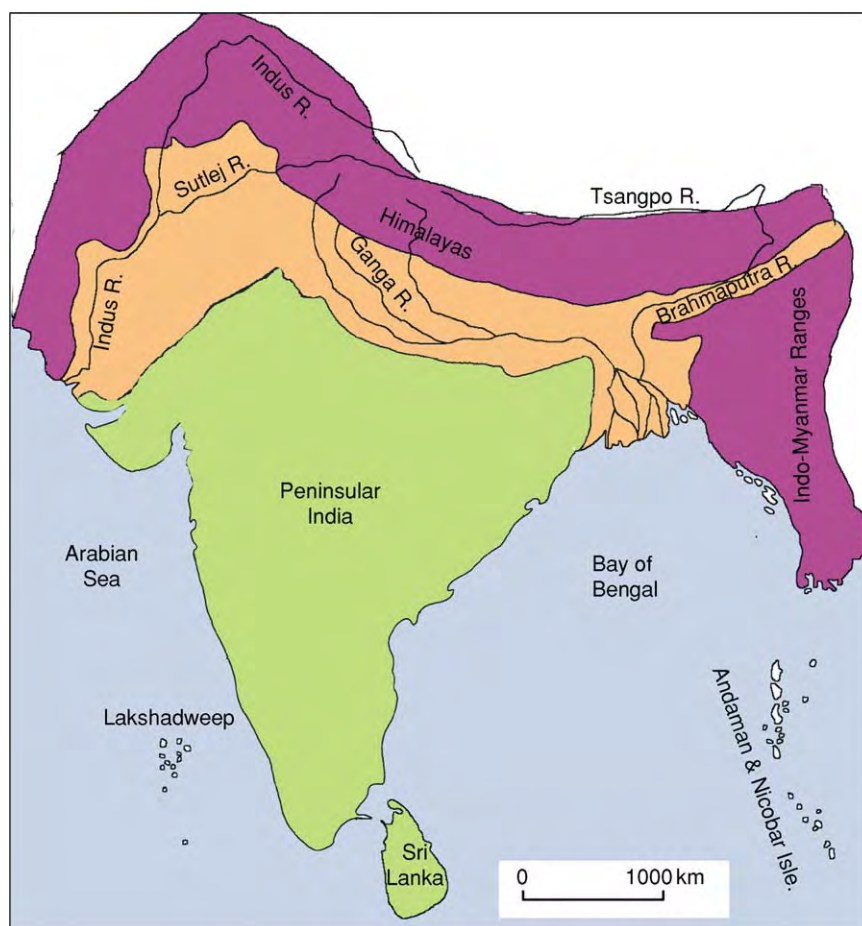 Indus R.
Sutlej R.
Tsangpo R.
Himalayas
Ganga R.
Brahmaputra R.
Indus R.
Indo-Myanmar Ranges
Peninsular
India
Arabian
Sea
Bay of
Bengal
Lakshadweep
Andaman & Nicobar Isle.
Sri
Lanka
0 1000 km